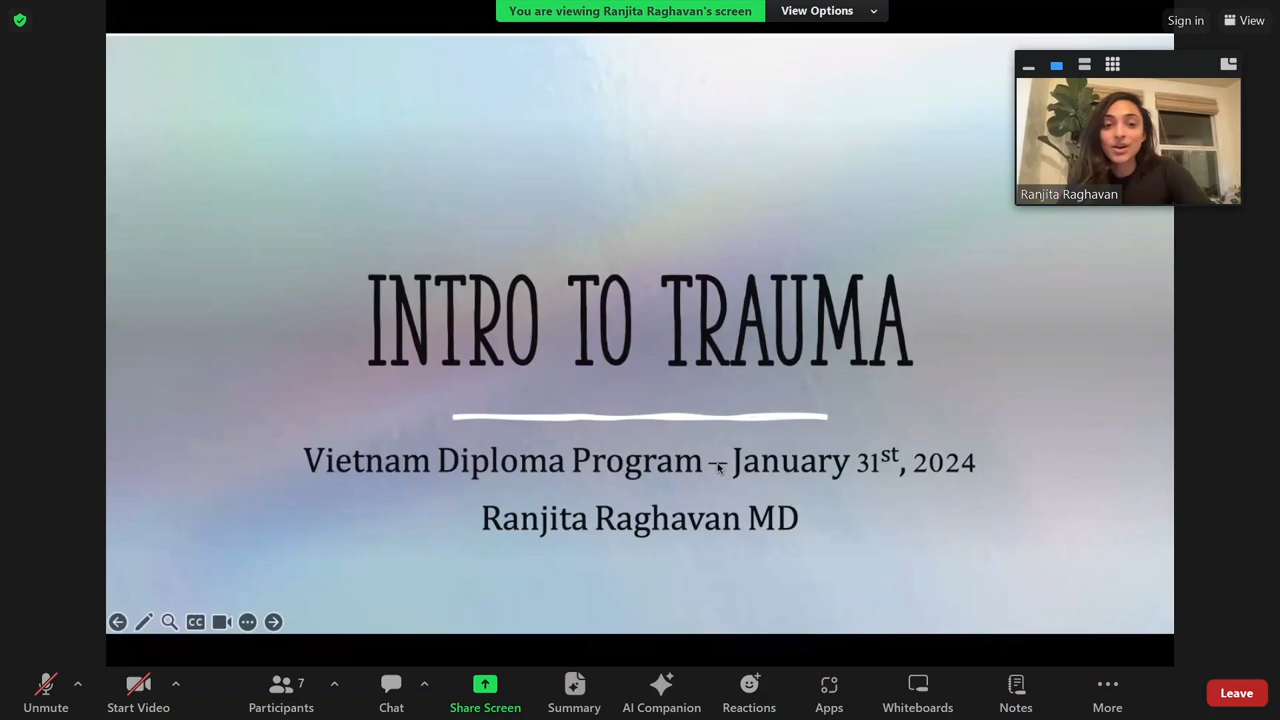 You are viewing Ranjita Raghavan's screen
View Options
Sign in
View
Ranjita Raghavan
INTRO TO TRAUMA
Vietnam Diploma Program – January 31st, 2024
Ranjita Raghavan MD
CC
Unmute
Start Video
7
Participants
Chat
Share Screen
Summary
AI Companion
Reactions
Apps
Whiteboards
Notes
More
Leave